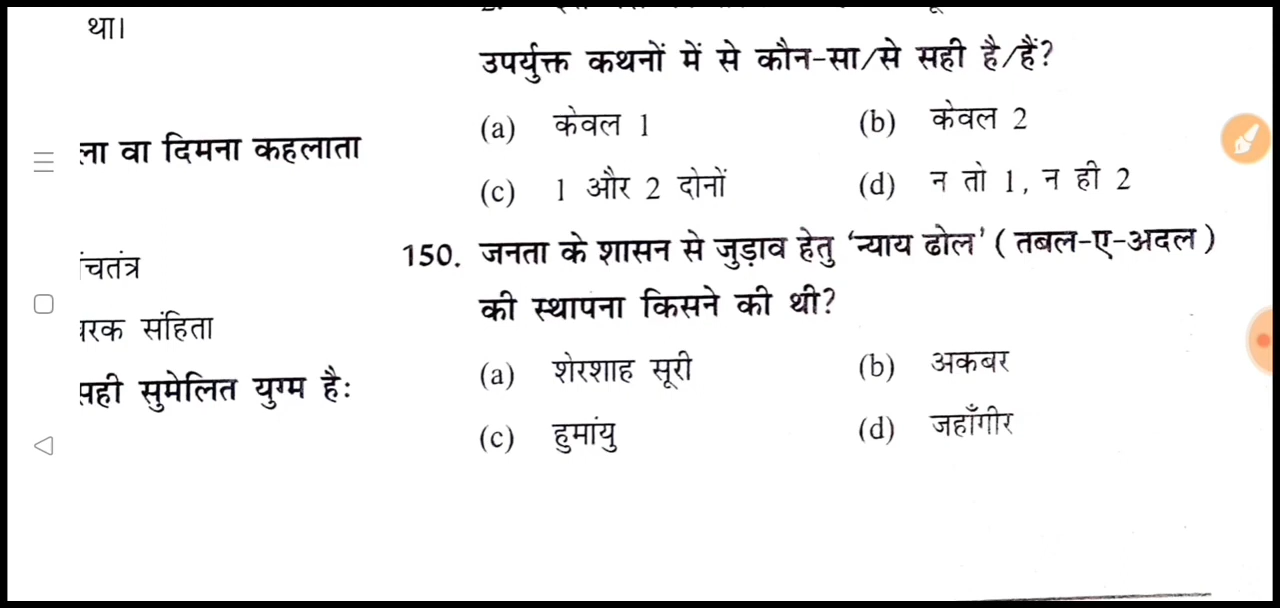 था।
ला वा दिमना कहलाता
ंचतंत्र
रक संहिता
सही सुमेलित युग्म है:
उपर्युक्त कथनों में से कौन-सा/से सही है/हैं?
(a) केवल 1 (b) केवल 2
(c) 1 और 2 दोनों (d) न तो 1, न ही 2
150. जनता के शासन से जुड़ाव हेतु ‘न्याय ढोल’ (तबल-ए-अदल)
की स्थापना किसने की थी?
(a) शेरशाह सूरी (b) अकबर
(c) हुमांयु (d) जहाँगीर